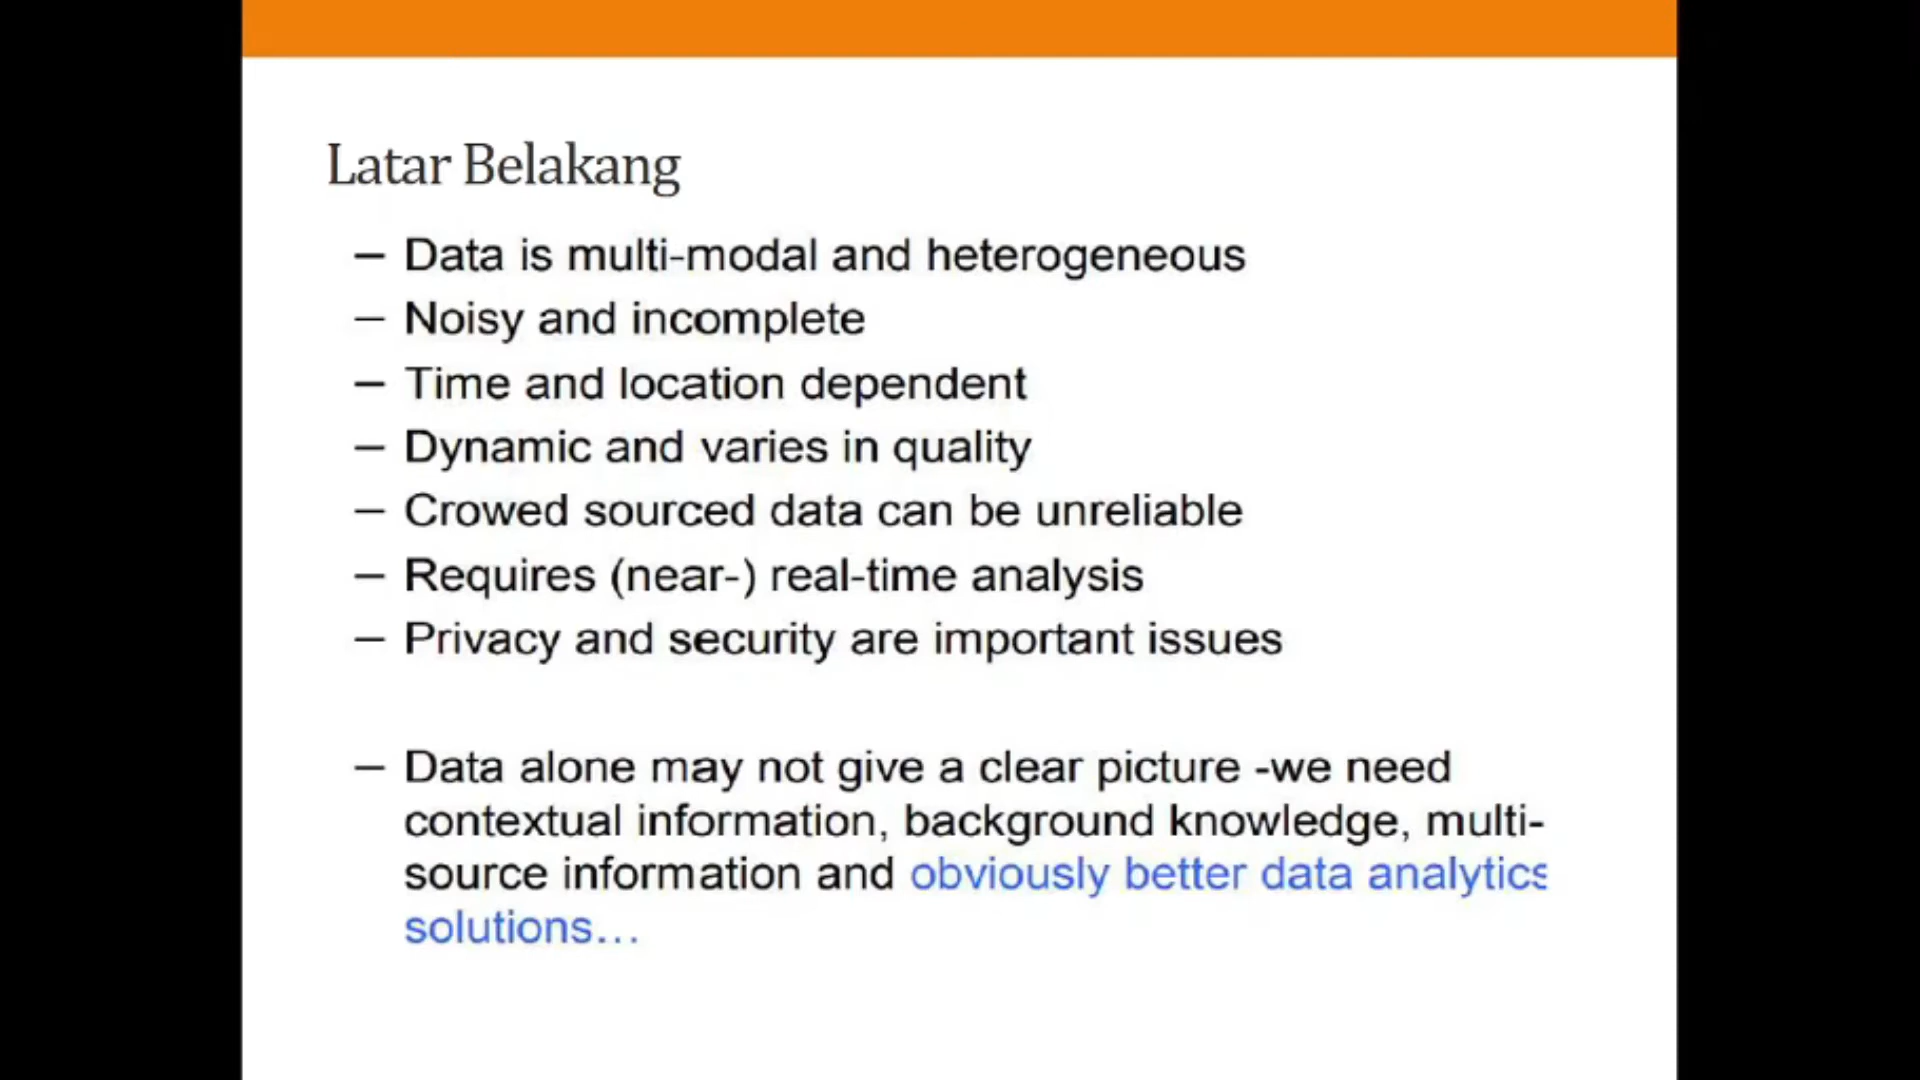 Latar Belakang
– Data is multi-modal and heterogeneous
– Noisy and incomplete
– Time and location dependent
– Dynamic and varies in quality
– Crowed sourced data can be unreliable
– Requires (near-) real-time analysis
– Privacy and security are important issues
– Data alone may not give a clear picture -we need
contextual information, background knowledge, multi-
source information and obviously better data analytics
solutions…